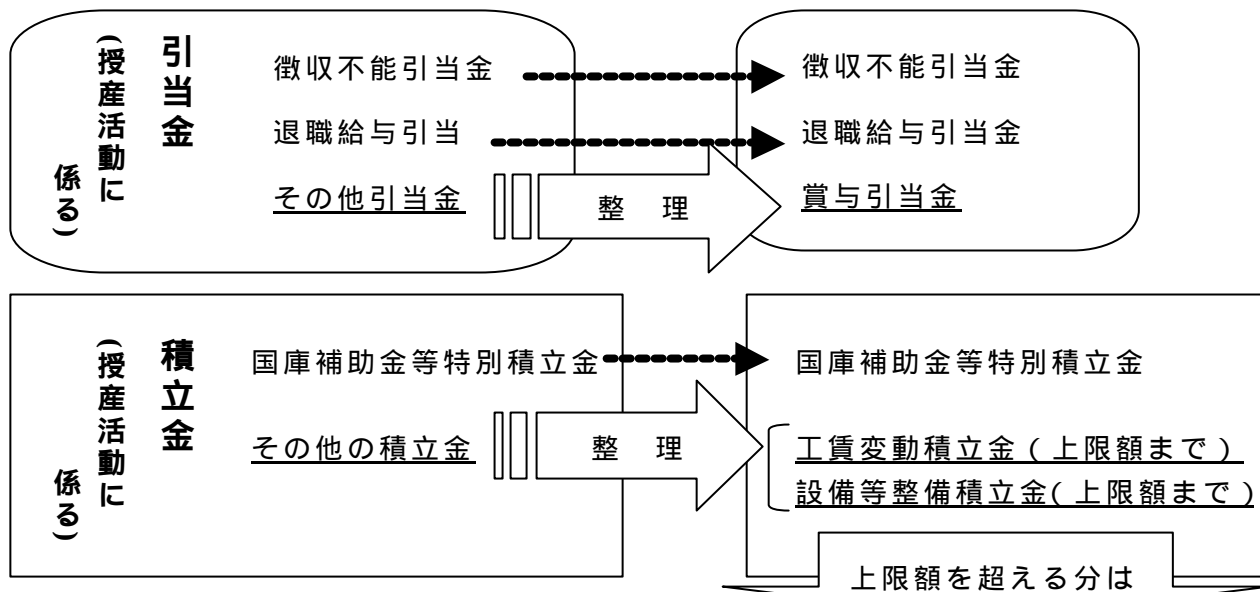 引当金
(授産活動に
係る)
徴収不能引当金
徴収不能引当金
退職給与引当
退職給与引当金
その他引当金
整 理
賞与引当金
積立金
(授産活動に
係る)
国庫補助金等特別積立金
国庫補助金等特別積立金
その他の積立金
整 理
工賃変動積立金(上限額まで)
設備等整備積立金(上限額まで)
上限額を超える分は